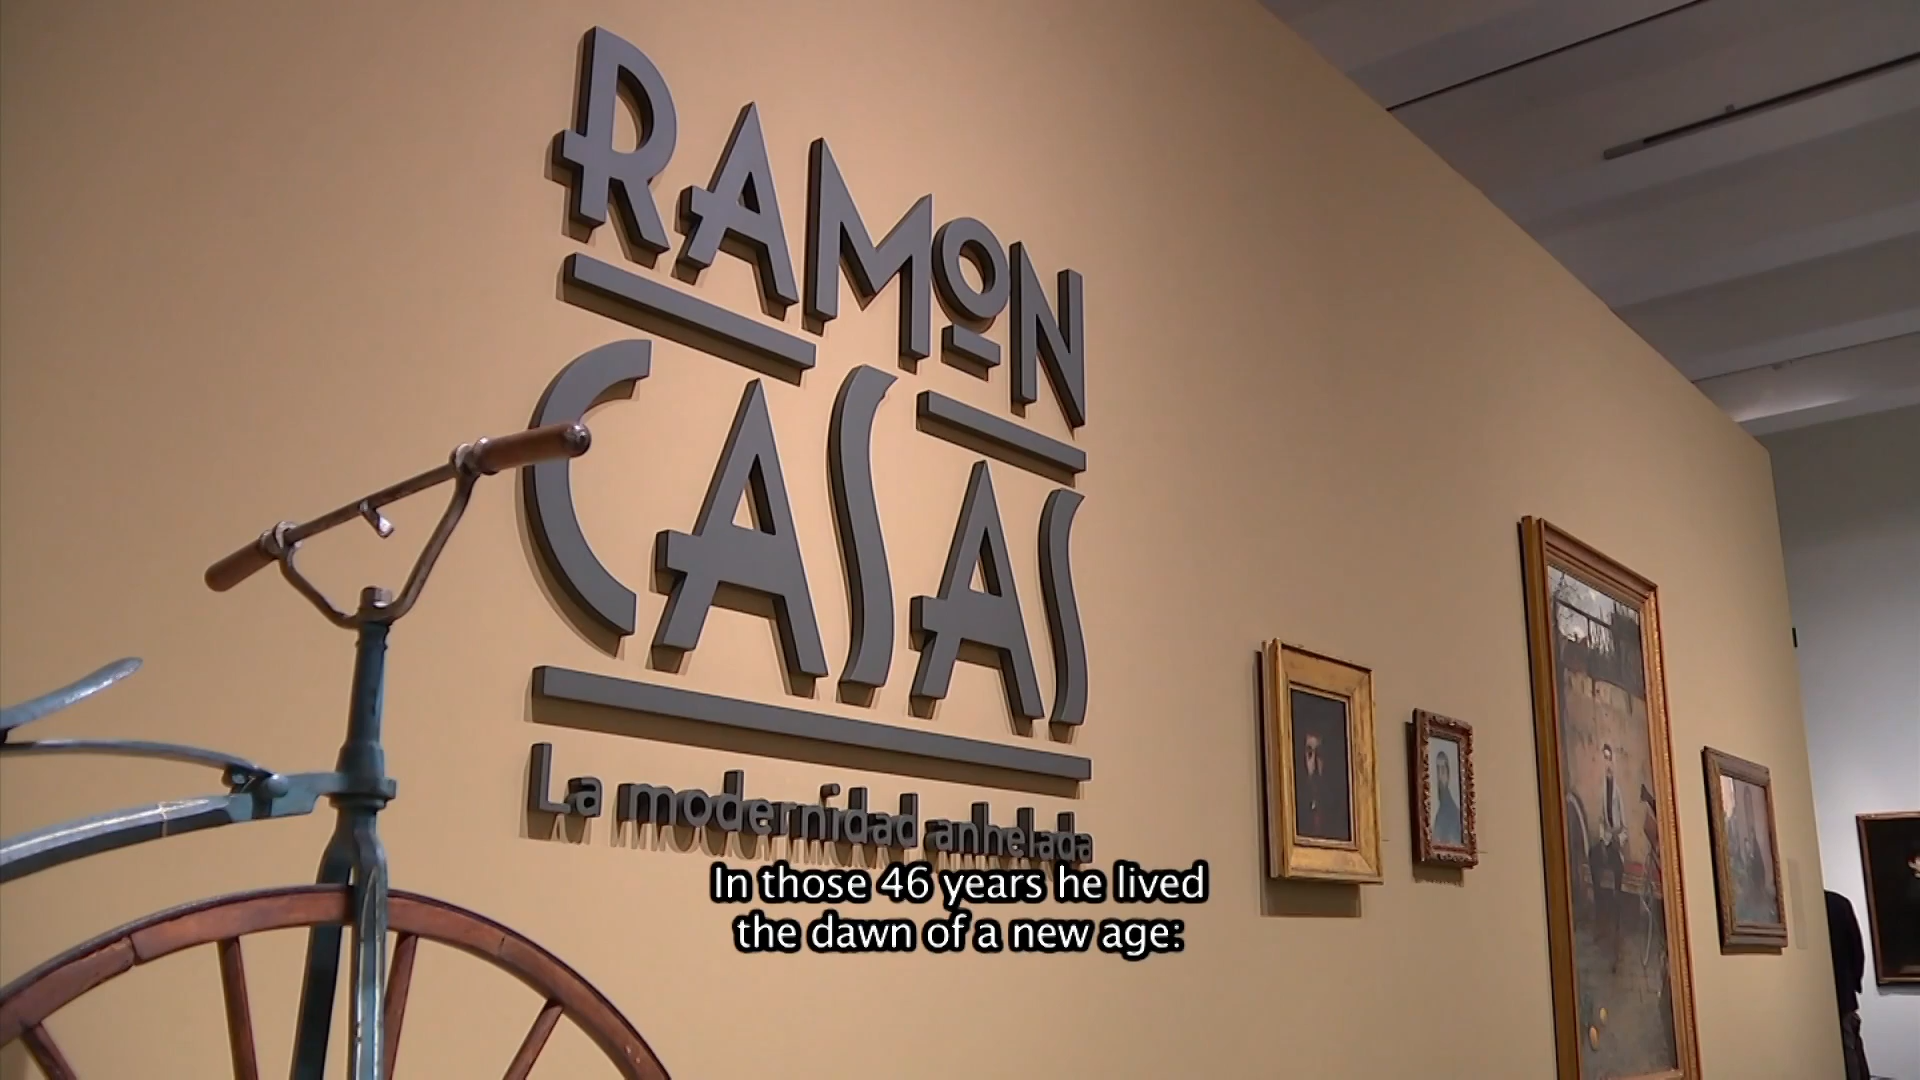 RAMON
CASAS
La modernidad anhelada
In those 46 years he lived
the dawn of a new age: